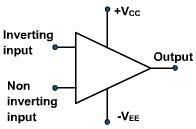 +VCC
Inverting
input
Output
Non
inverting
input
-VEE